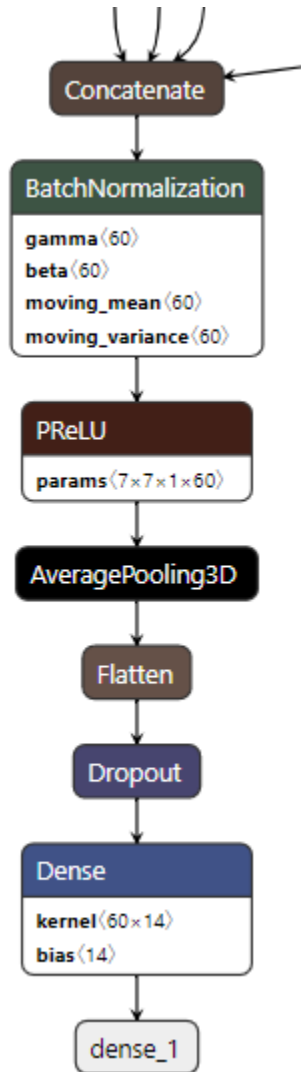 Concatenate
BatchNormalization
gamma⟨60⟩
beta⟨60⟩
moving_mean⟨60⟩
moving_variance⟨60⟩
PReLU
params⟨7×7×1×60⟩
AveragePooling3D
Flatten
Dropout
Dense
kernel⟨60×14⟩
bias⟨14⟩
dense_1